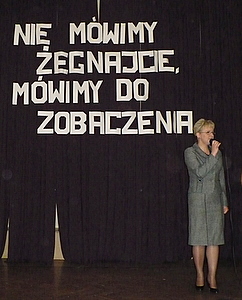 NIE MÓWIMY
ŻEGNAJCIE,
MÓWIMY DO
ZOBACZENIA